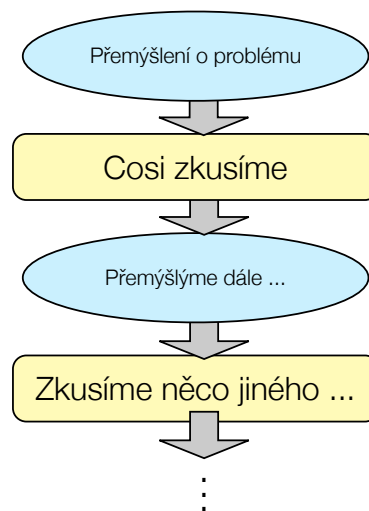 Přemýšlení o problému
Cosi zkusíme
Přemýšlýme dále ...
Zkusíme něco jiného ...